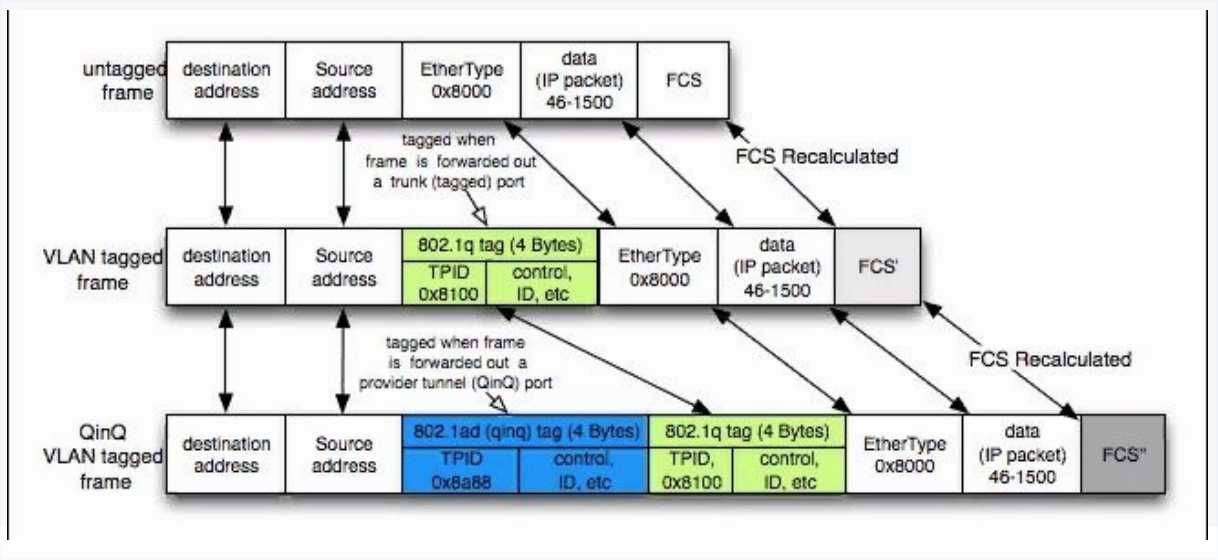 untagged
frame
destination
address
Source
address
EtherType
0x8000
data
(IP packet)
46-1500
FCS
tagged when
frame is forwarded out
a trunk (tagged) port
FCS Recalculated
VLAN tagged
frame
destination
address
Source
address
802.1q tag (4 Bytes)
TPID
0x8100
control,
ID, etc
EtherType
0x8000
data
(IP packet)
46-1500
FCS'
tagged when frame
is forwarded out a
provider tunnel (QinQ) port
FCS Recalculated
QinQ
VLAN tagged
frame
destination
address
Source
address
802.1ad (qinq) tag (4 Bytes)
TPID
0x8a88
control,
ID, etc
802.1q tag (4 Bytes)
TPID,
0x8100
control,
ID, etc
EtherType
0x8000
data
(IP packet)
46-1500
FCS"